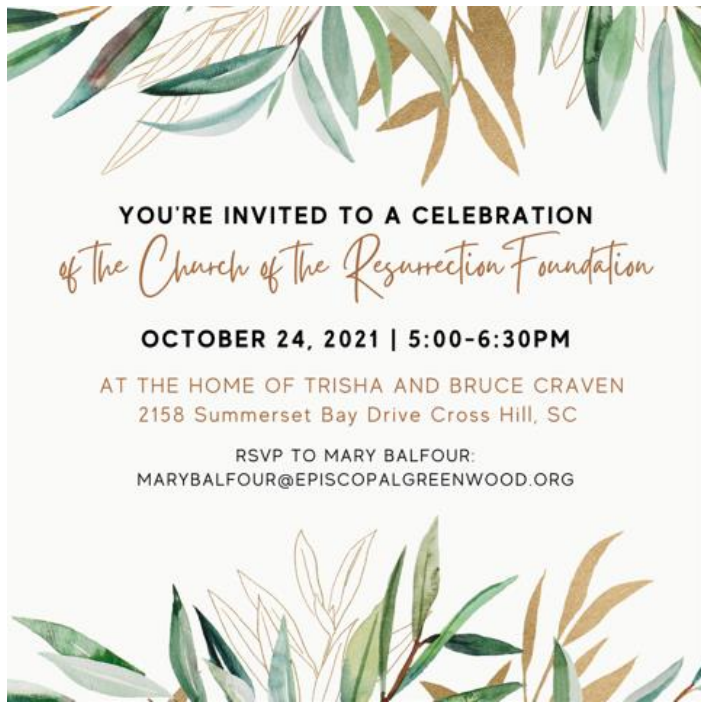 YOU'RE INVITED TO A CELEBRATION
of the Church of the Resurrection Foundation
OCTOBER 24, 2021 | 5:00-6:30PM
AT THE HOME OF TRISHA AND BRUCE CRAVEN
2158 Summerset Bay Drive Cross Hill, SC
RSVP TO MARY BALFOUR:
MARYBALFOUR@EPISCOPALGREENWOOD.ORG